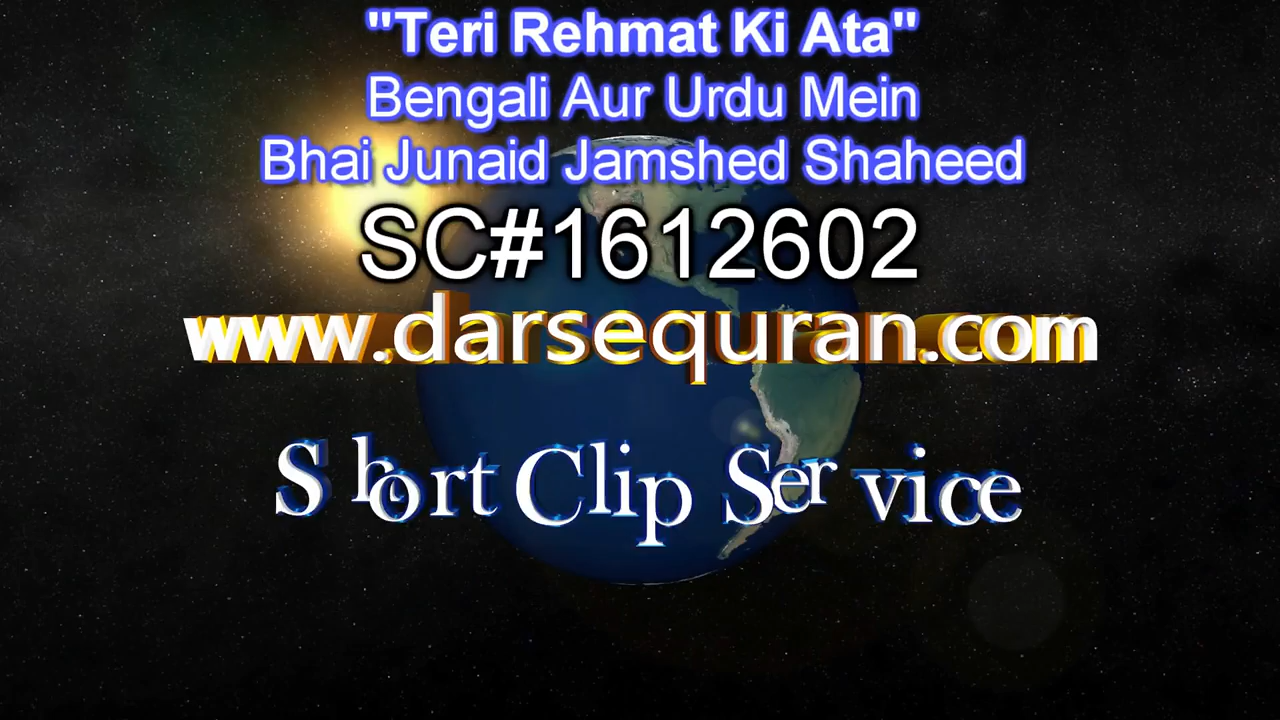 "Teri Rehmat Ki Ata"
Bengali Aur Urdu Mein
Bhai Junaid Jamshed Shaheed
SC#1612602
www.darsequran.com
Short Clip Service